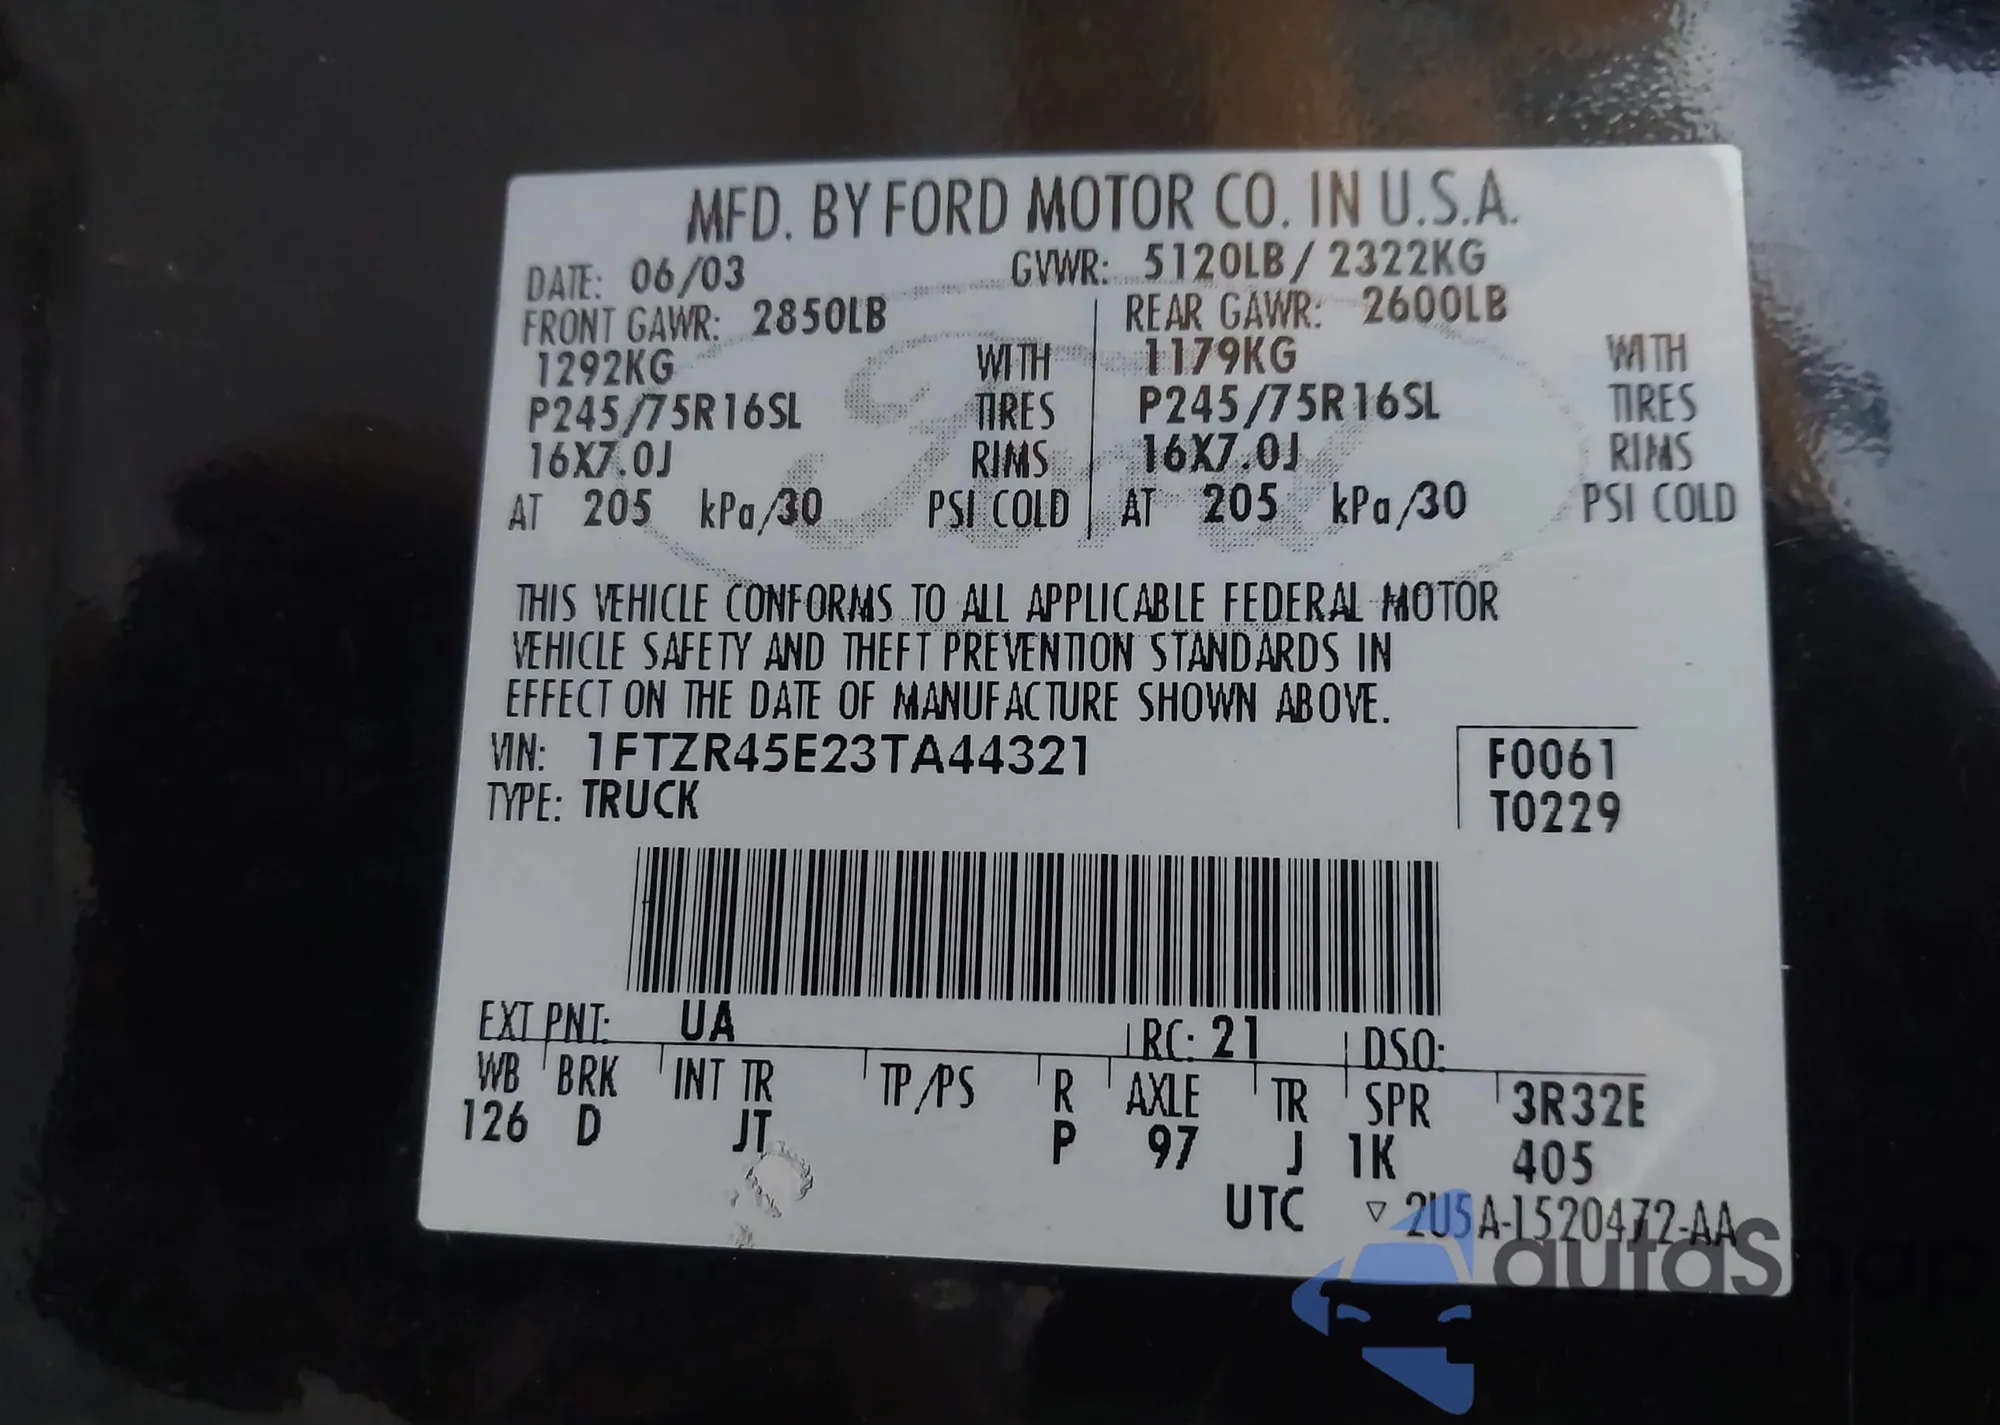 MFD. BY FORD MOTOR CO. IN U.S.A.
DATE: 06/03 GVWR: 5120LB / 2322KG
FRONT GAWR: 2850LB REAR GAWR: 2600LB
1292KG WITH 1179KG WITH
P245/75R16SL TIRES P245/75R16SL TIRES
16X7.0J RIMS 16X7.0J RIMS
AT 205 kPa/30 PSI COLD AT 205 kPa/30 PSI COLD
Ford
THIS VEHICLE CONFORMS TO ALL APPLICABLE FEDERAL MOTOR
VEHICLE SAFETY AND THEFT PREVENTION STANDARDS IN
EFFECT ON THE DATE OF MANUFACTURE SHOWN ABOVE.
VIN: 1FTZR45E23TA44321 F0061
TYPE: TRUCK T0229
EXT PNT: UA RC: 21 DSO:
WB BRK INT TR TP/PS R AXLE TR SPR 3R32E
126 D JT P 97 J 1K 405
UTC ▽ 2U5A-1520472-AA